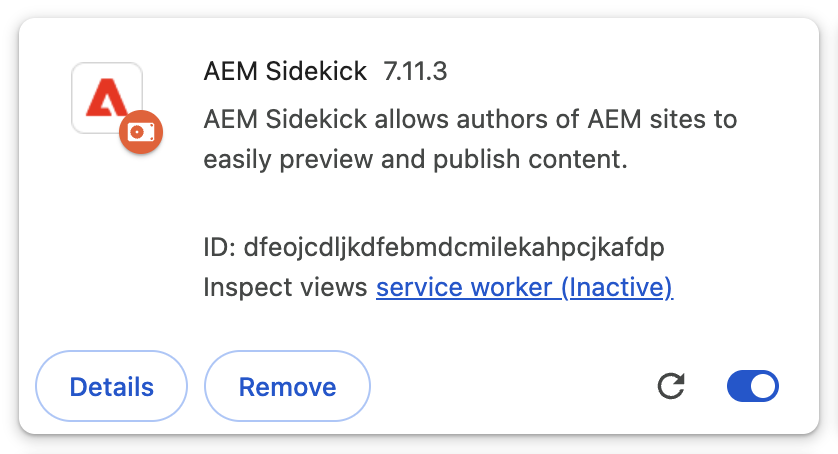 AEM Sidekick 7.11.3
AEM Sidekick allows authors of AEM sites to
easily preview and publish content.
ID: dfeojcdljkdfebmdcmilekahpcjkafdp
Inspect views service worker (Inactive)
Details
Remove